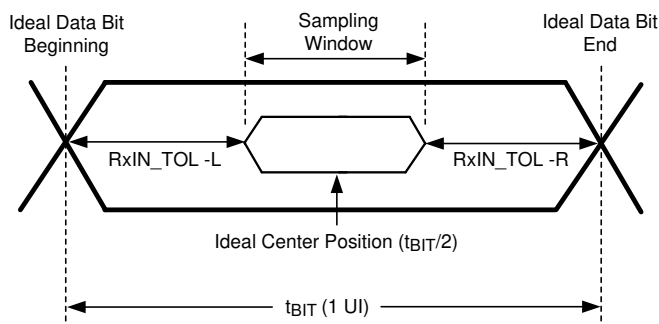 Ideal Data Bit
Beginning
Sampling
Window
Ideal Data Bit
End
RxIN_TOL -L
RxIN_TOL -R
Ideal Center Position (tBIT/2)
tBIT (1 UI)